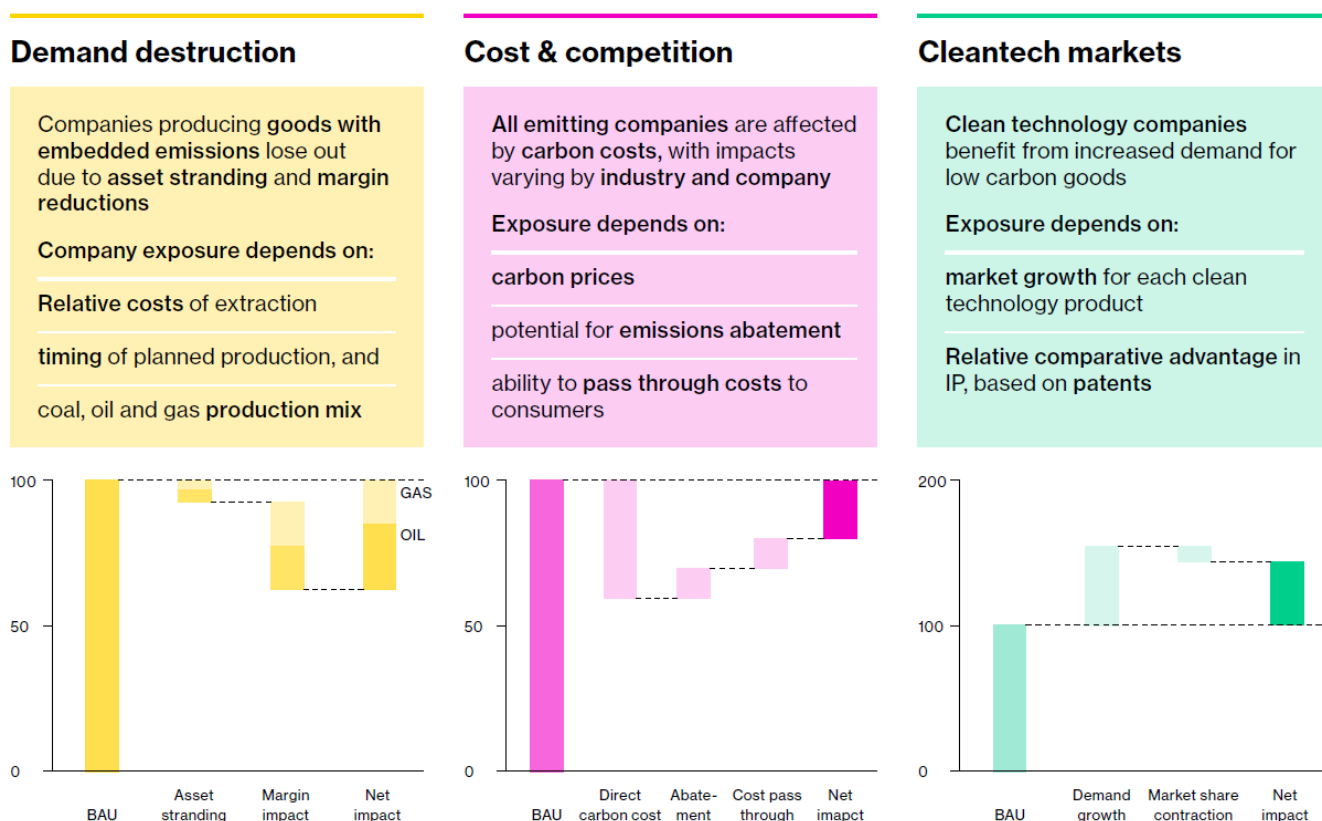 Demand destruction
Companies producing goods with
embedded emissions lose out
due to asset stranding and margin
reductions
Company exposure depends on:
Relative costs of extraction
timing of planned production, and
coal, oil and gas production mix
100
50
0
GAS
OIL
BAU
Asset
stranding
Margin
impact
Net
impact
Cost & competition
All emitting companies are affected
by carbon costs, with impacts
varying by industry and company
Exposure depends on:
carbon prices
potential for emissions abatement
ability to pass through costs to
consumers
100
50
0
BAU
Direct
carbon cost
Abate-
ment
Cost pass
through
Net
imapct
Cleantech markets
Clean technology companies
benefit from increased demand for
low carbon goods
Exposure depends on:
market growth for each clean
technology product
Relative comparative advantage in
IP, based on patents
200
100
0
BAU
Demand
growth
Market share
contraction
Net
impact